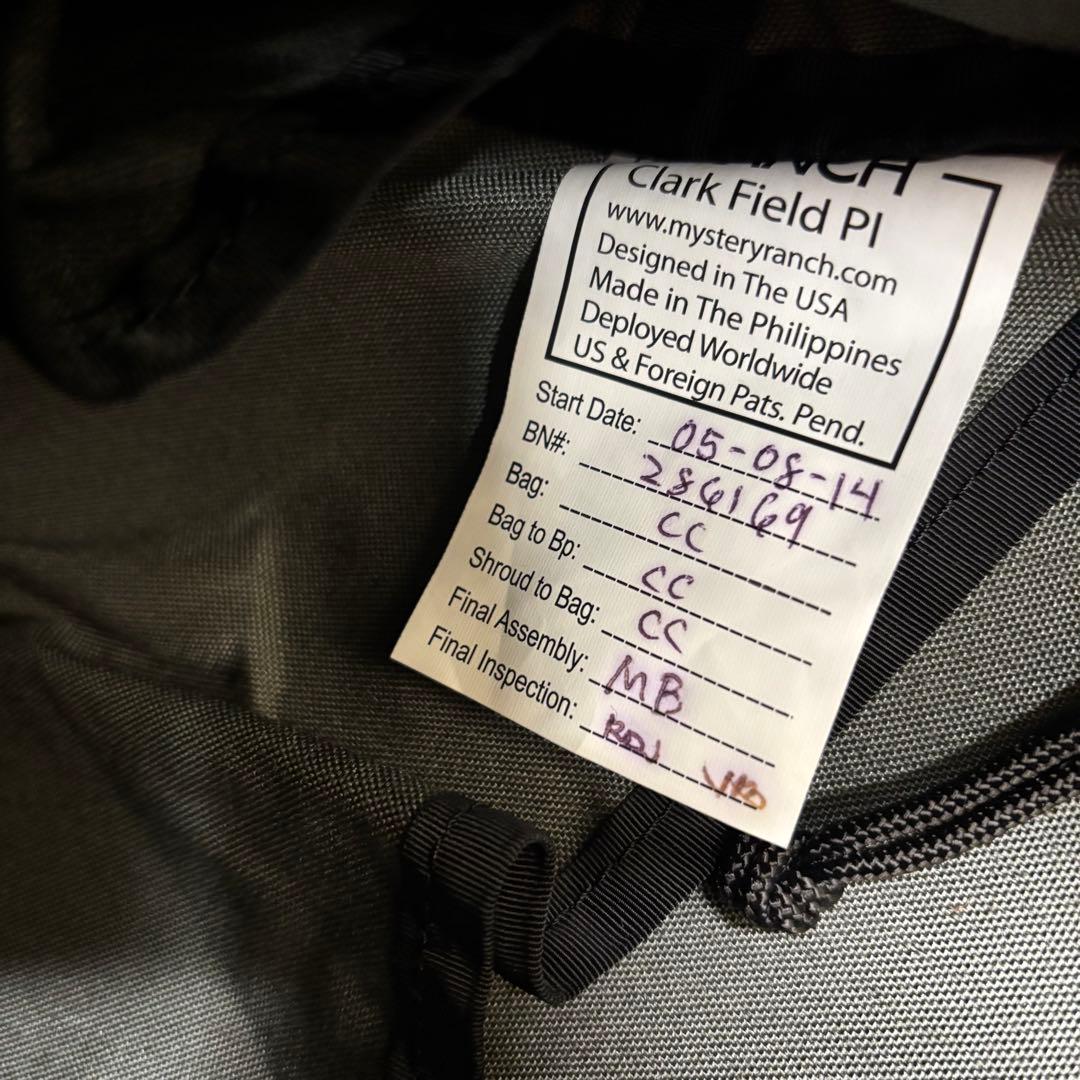 RANCH
Clark Field PI
www.mysteryranch.com
Designed in The USA
Made in The Philippines
Deployed Worldwide
US & Foreign Pats. Pend.
Start Date: 05-08-14
BN#: 286169
Bag: CC
Bag to Bp: CC
Shroud to Bag: CC
Final Assembly: MB
Final Inspection: